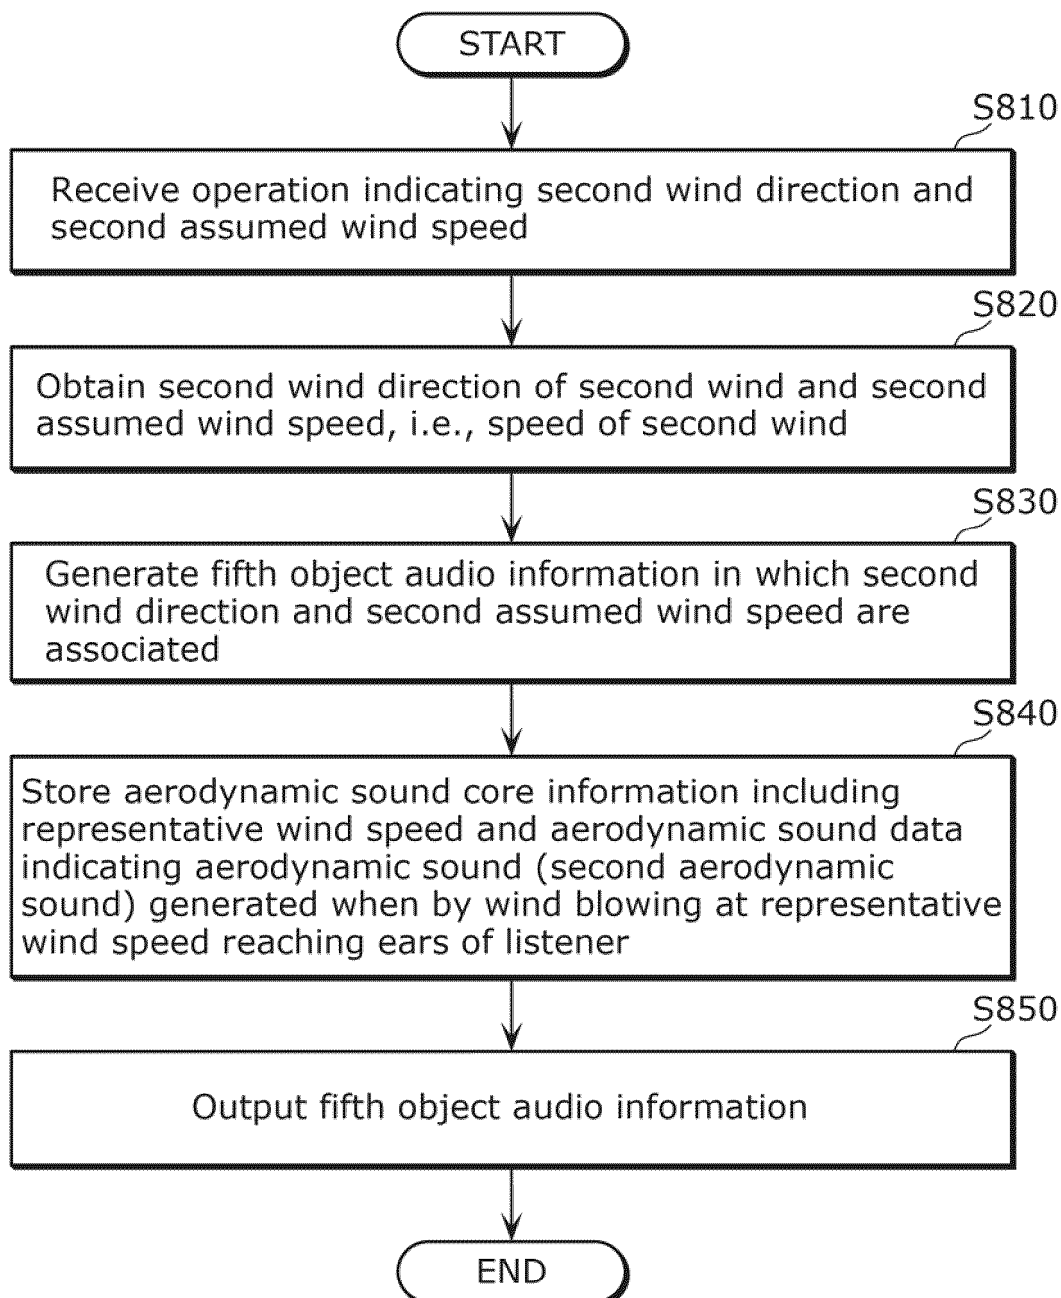 START
S810
Receive operation indicating second wind direction and
second assumed wind speed
S820
Obtain second wind direction of second wind and second
assumed wind speed, i.e., speed of second wind
S830
Generate fifth object audio information in which second
wind direction and second assumed wind speed are
associated
S840
Store aerodynamic sound core information including
representative wind speed and aerodynamic sound data
indicating aerodynamic sound (second aerodynamic
sound) generated when by wind blowing at representative
wind speed reaching ears of listener
S850
Output fifth object audio information
END